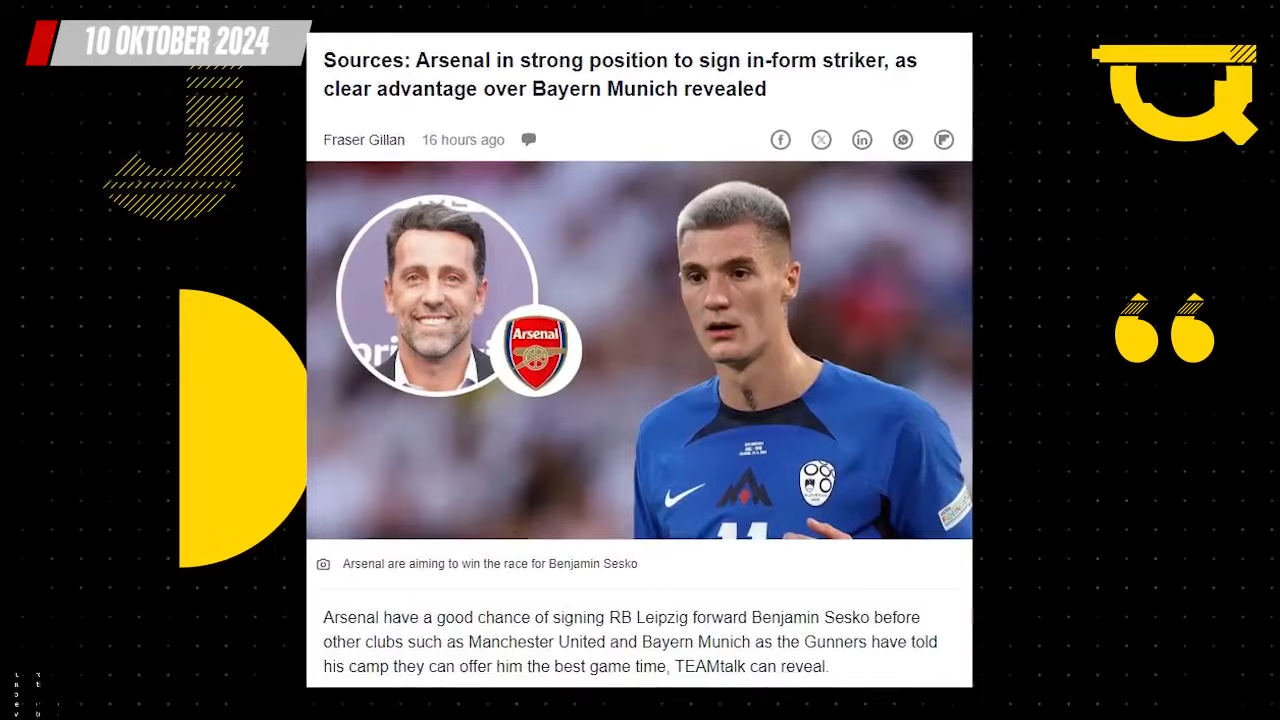 10 OKTOBER 2024
Sources: Arsenal in strong position to sign in-form striker, as
clear advantage over Bayern Munich revealed
Fraser Gillan 16 hours ago
Arsenal
11
Arsenal are aiming to win the race for Benjamin Sesko
Arsenal have a good chance of signing RB Leipzig forward Benjamin Sesko before
other clubs such as Manchester United and Bayern Munich as the Gunners have told
his camp they can offer him the best game time, TEAMtalk can reveal.